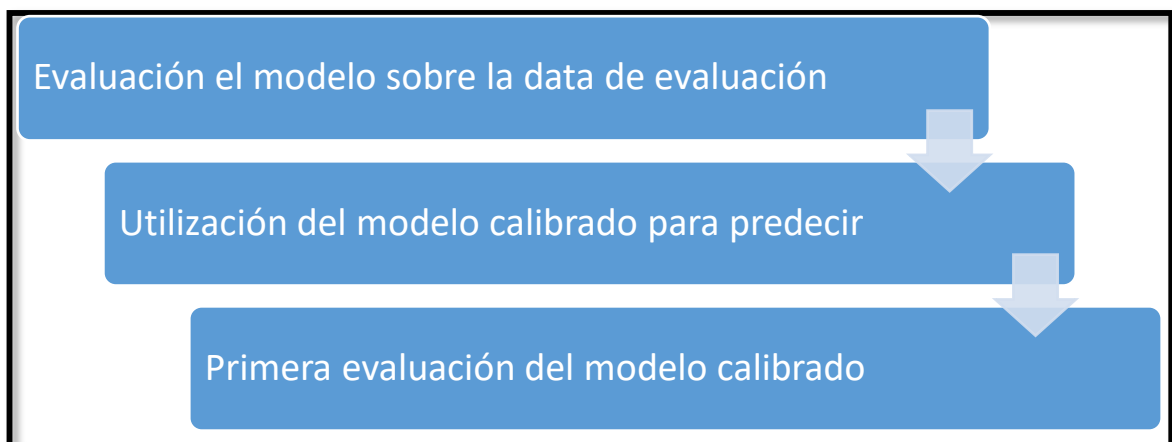 Evaluación el modelo sobre la data de evaluación
Utilización del modelo calibrado para predecir
Primera evaluación del modelo calibrado